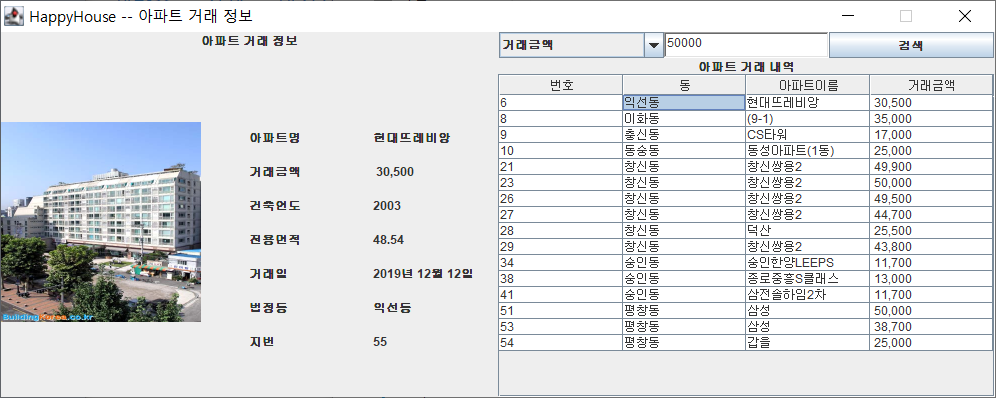 HappyHouse -- 아파트 거래 정보
아파트 거래 정보
거래금액 50000 검색
아파트 거래 내역
번호 동 아파트이름 거래금액
6 익선동 현대뜨레비앙 30,500
8 이화동 (9-1) 35,000
9 충신동 CS타워 17,000
10 동숭동 동성아파트(1동) 25,000
21 창신동 창신쌍용2 49,900
23 창신동 창신쌍용2 50,000
26 창신동 창신쌍용2 49,500
27 창신동 창신쌍용2 44,700
28 창신동 덕산 25,500
29 창신동 창신쌍용2 43,800
34 숭인동 숭인한양LEEPS 11,700
38 숭인동 종로중흥S클래스 13,000
41 숭인동 삼전솔하임2차 11,700
51 평창동 삼성 50,000
53 평창동 삼성 38,700
54 평창동 갑을 25,000
아파트명 현대뜨레비앙
거래금액 30,500
건축연도 2003
전용면적 48.54
거래일 2019년 12월 12일
법정동 익선동
지번 55
BuildingKorea.co.kr